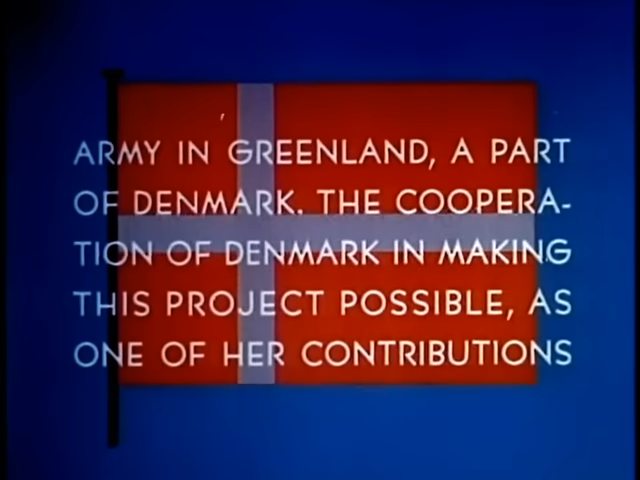 ARMY IN GREENLAND, A PART
OF DENMARK. THE COOPERA-
TION OF DENMARK IN MAKING
THIS PROJECT POSSIBLE, AS
ONE OF HER CONTRIBUTIONS